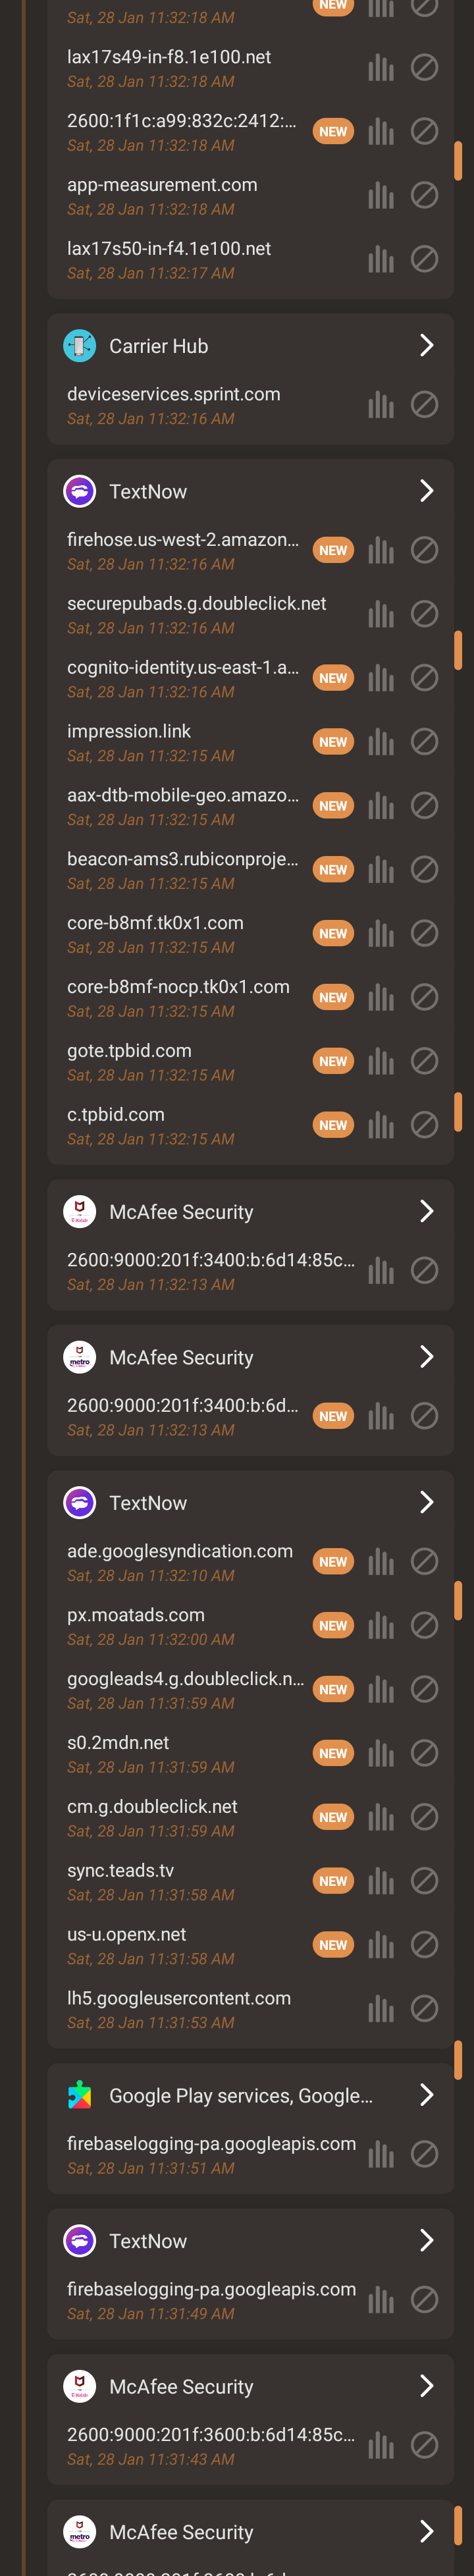 NEW
Sat, 28 Jan 11:32:18 AM
lax17s49-in-f8.1e100.net
Sat, 28 Jan 11:32:18 AM
2600:1f1c:a99:832c:2412:... NEW
Sat, 28 Jan 11:32:18 AM
app-measurement.com
Sat, 28 Jan 11:32:18 AM
lax17s50-in-f4.1e100.net
Sat, 28 Jan 11:32:17 AM
Carrier Hub
deviceservices.sprint.com
Sat, 28 Jan 11:32:16 AM
TextNow
firehose.us-west-2.amazon... NEW
Sat, 28 Jan 11:32:16 AM
securepubads.g.doubleclick.net
Sat, 28 Jan 11:32:16 AM
cognito-identity.us-east-1.a... NEW
Sat, 28 Jan 11:32:16 AM
impression.link NEW
Sat, 28 Jan 11:32:15 AM
aax-dtb-mobile-geo.amazo... NEW
Sat, 28 Jan 11:32:15 AM
beacon-ams3.rubiconproje... NEW
Sat, 28 Jan 11:32:15 AM
core-b8mf.tk0x1.com NEW
Sat, 28 Jan 11:32:15 AM
core-b8mf-nocp.tk0x1.com NEW
Sat, 28 Jan 11:32:15 AM
gote.tpbid.com NEW
Sat, 28 Jan 11:32:15 AM
c.tpbid.com NEW
Sat, 28 Jan 11:32:15 AM
McAfee Security
2600:9000:201f:3400:b:6d14:85c...
Sat, 28 Jan 11:32:13 AM
metro
McAfee Security
2600:9000:201f:3400:b:6d... NEW
Sat, 28 Jan 11:32:13 AM
TextNow
ade.googlesyndication.com NEW
Sat, 28 Jan 11:32:10 AM
px.moatads.com NEW
Sat, 28 Jan 11:32:00 AM
googleads4.g.doubleclick.n... NEW
Sat, 28 Jan 11:31:59 AM
s0.2mdn.net NEW
Sat, 28 Jan 11:31:59 AM
cm.g.doubleclick.net NEW
Sat, 28 Jan 11:31:59 AM
sync.teads.tv NEW
Sat, 28 Jan 11:31:58 AM
us-u.openx.net NEW
Sat, 28 Jan 11:31:58 AM
lh5.googleusercontent.com
Sat, 28 Jan 11:31:53 AM
Google Play services, Google...
firebaselogging-pa.googleapis.com
Sat, 28 Jan 11:31:51 AM
TextNow
firebaselogging-pa.googleapis.com
Sat, 28 Jan 11:31:49 AM
McAfee Security
2600:9000:201f:3600:b:6d14:85c...
Sat, 28 Jan 11:31:43 AM
metro
McAfee Security